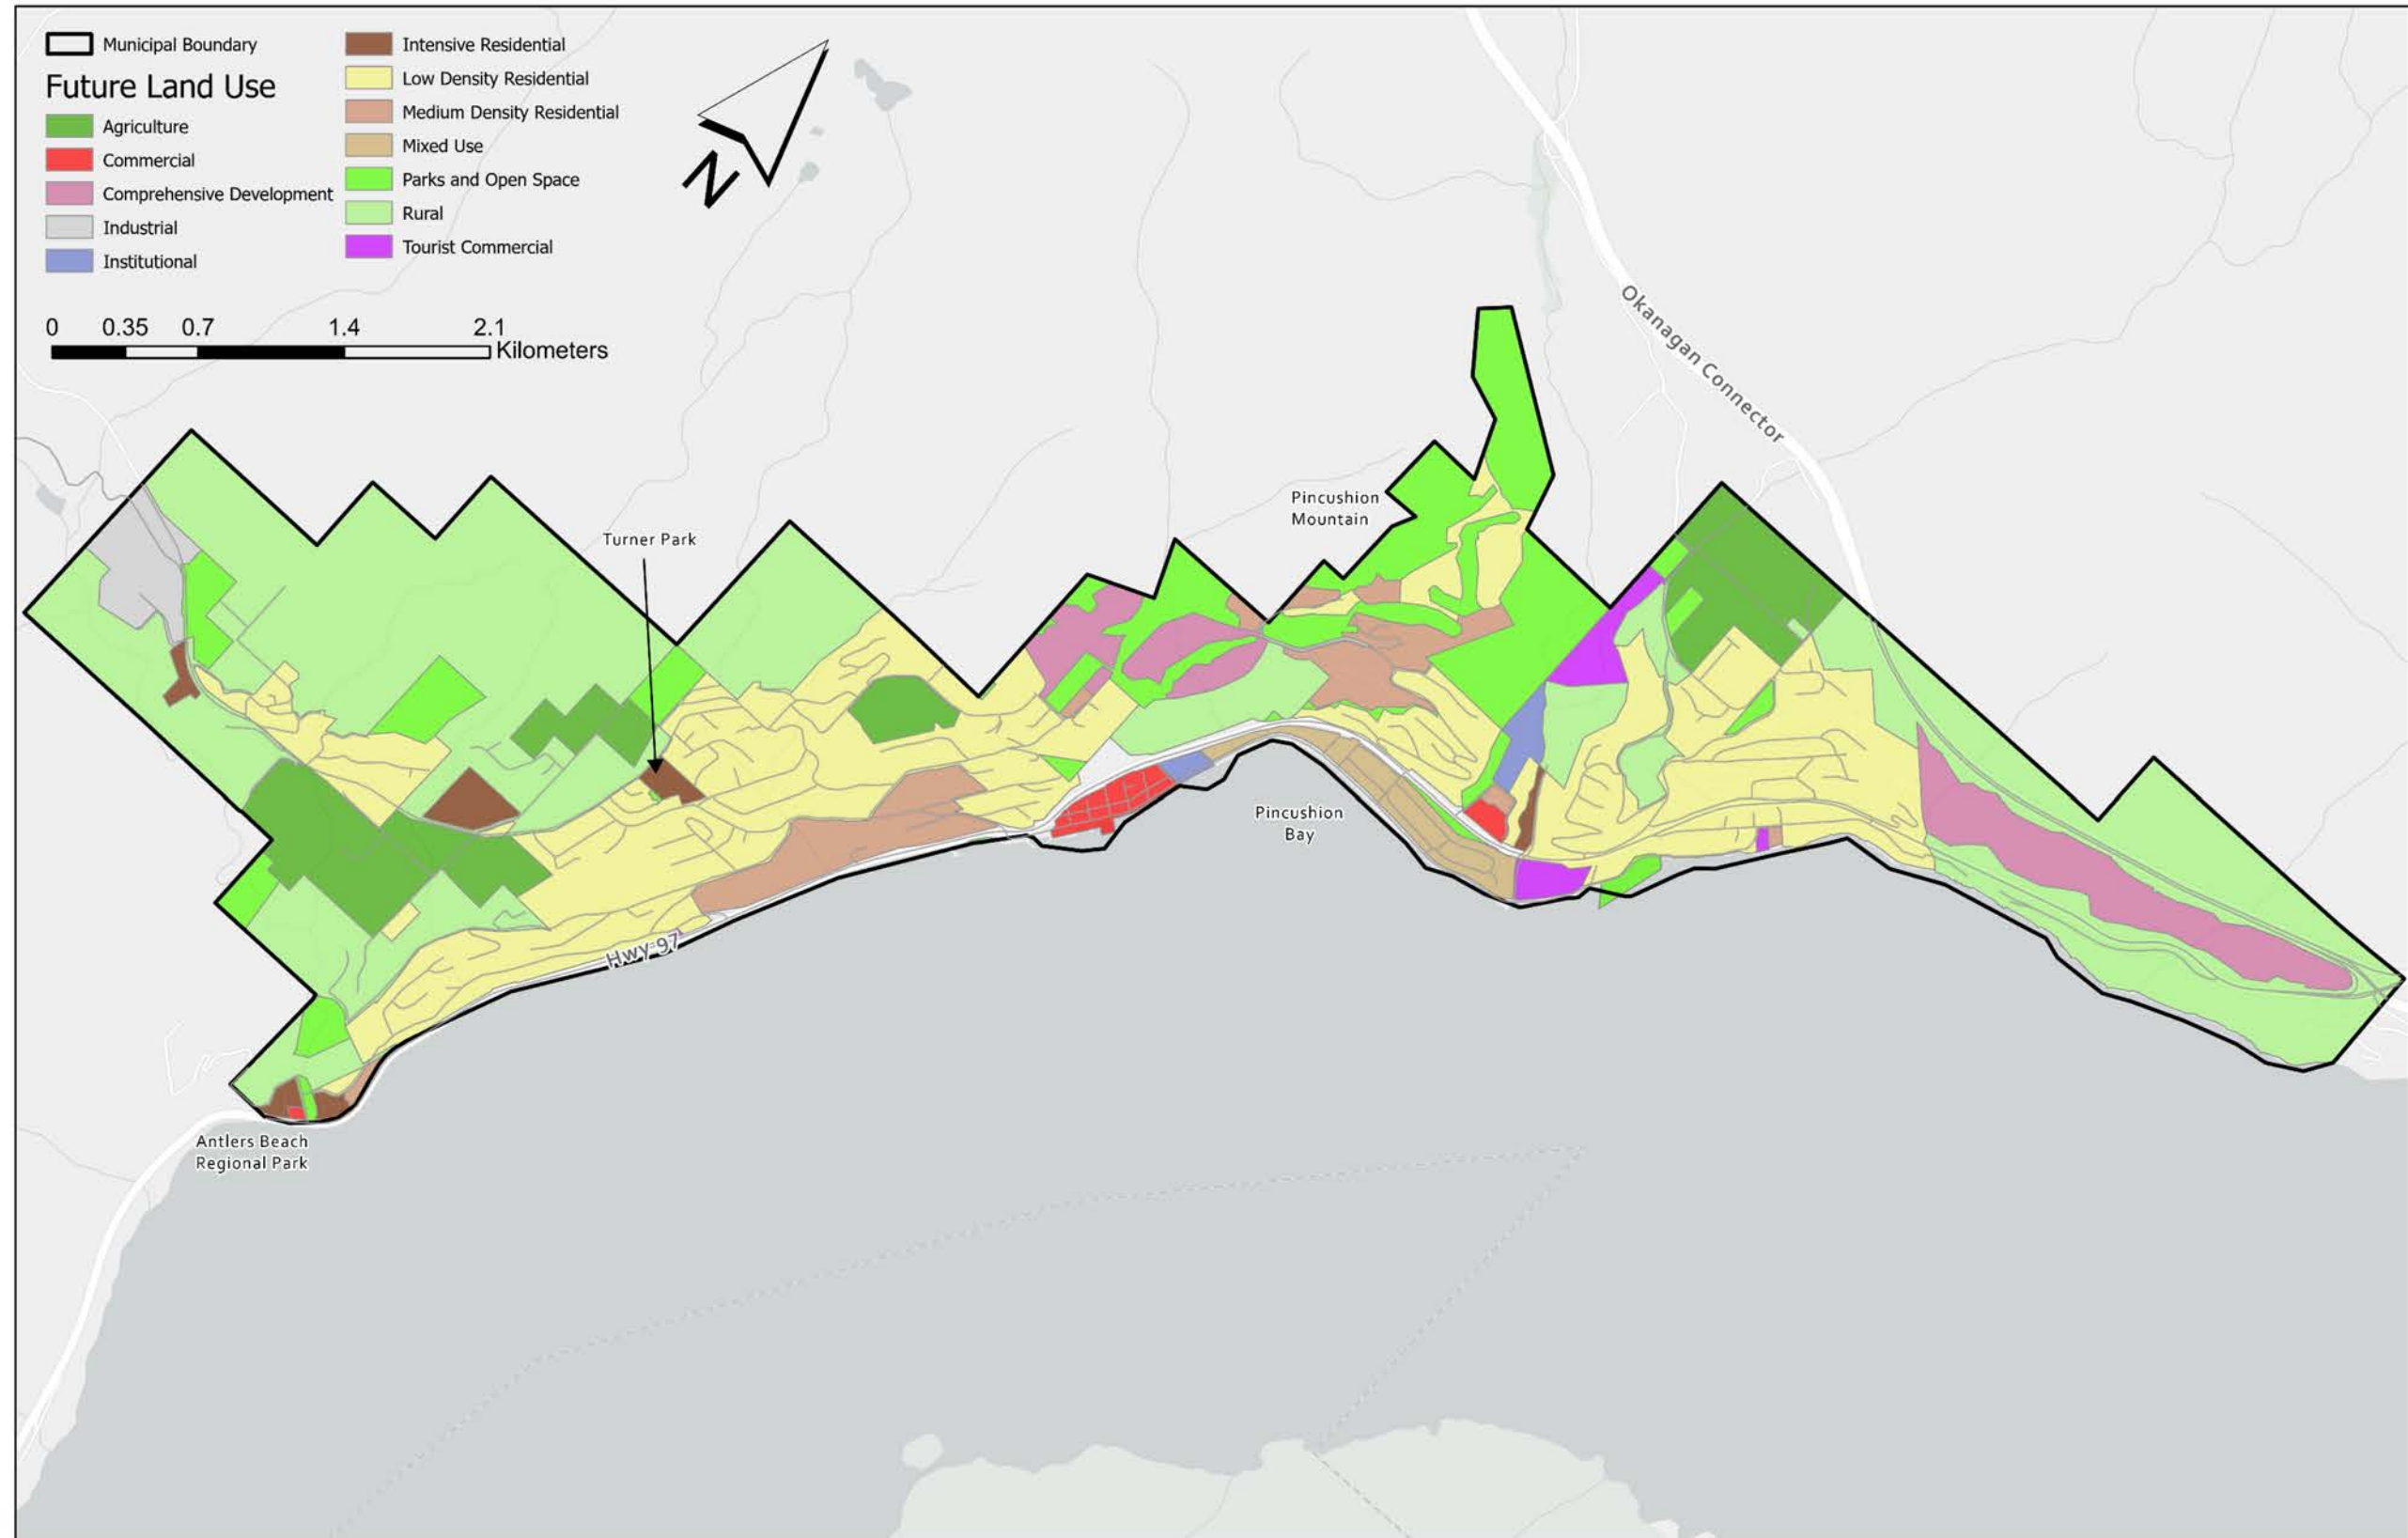 Municipal Boundary
Future Land Use
Agriculture
Commercial
Comprehensive Development
Industrial
Institutional
Intensive Residential
Low Density Residential
Medium Density Residential
Mixed Use
Parks and Open Space
Rural
Tourist Commercial
N
0 0.35 0.7 1.4 2.1
Kilometers
Okanagan Connector
Pincushion
Mountain
Turner Park
Pincushion
Bay
Hwy 97
Antlers Beach
Regional Park